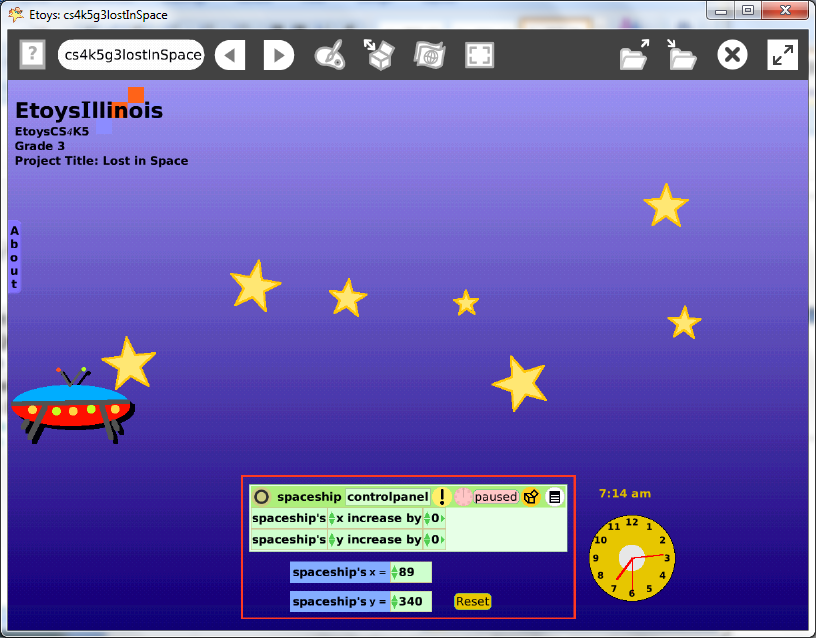 Etoys: cs4k5g3lostInSpace
?
cs4k5g3lostInSpace
EtoysIllinois
EtoysCS4K5
Grade 3
Project Title: Lost in Space
About
spaceship controlpanel ! paused
spaceship's x increase by 0
spaceship's y increase by 0
spaceship's x = 89
spaceship's y = 340
Reset
7:14 am
12
1
2
3
4
5
6
7
8
9
10
11